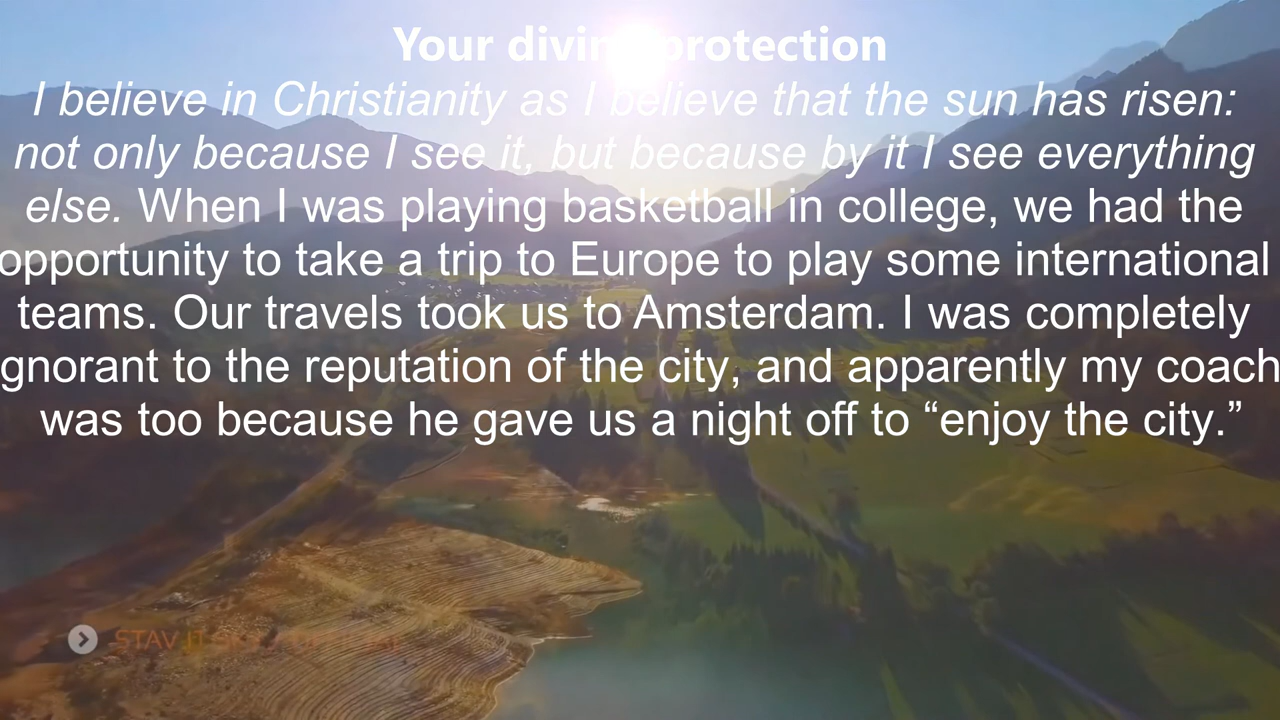 Your divine protection
I believe in Christianity as I believe that the sun has risen:
not only because I see it, but because by it I see everything
else. When I was playing basketball in college, we had the
opportunity to take a trip to Europe to play some international
teams. Our travels took us to Amsterdam. I was completely
gnorant to the reputation of the city, and apparently my coach
was too because he gave us a night off to “enjoy the city.”
STAV IT